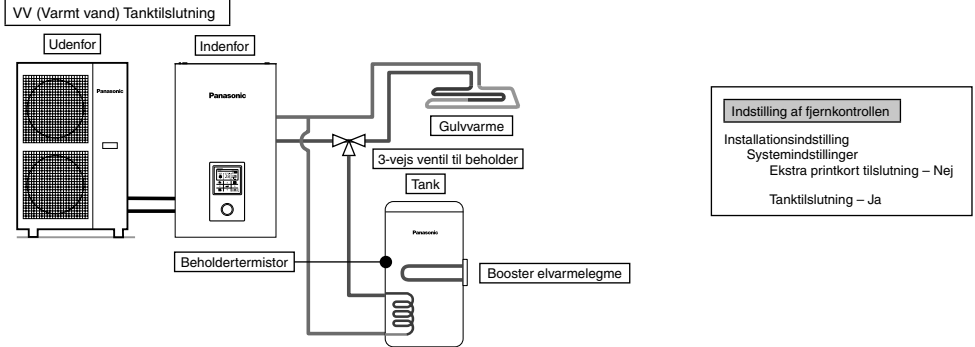 VV (Varmt vand) Tanktilslutning
Udenfor
Indenfor
Panasonic
Panasonic
Gulvvarme
3-vejs ventil til beholder
Tank
Panasonic
Beholdertermistor
Booster elvarmelegme
Indstilling af fjernkontrollen
Installationsindstilling
Systemindstillinger
Ekstra printkort tilslutning – Nej
Tanktilslutning – Ja